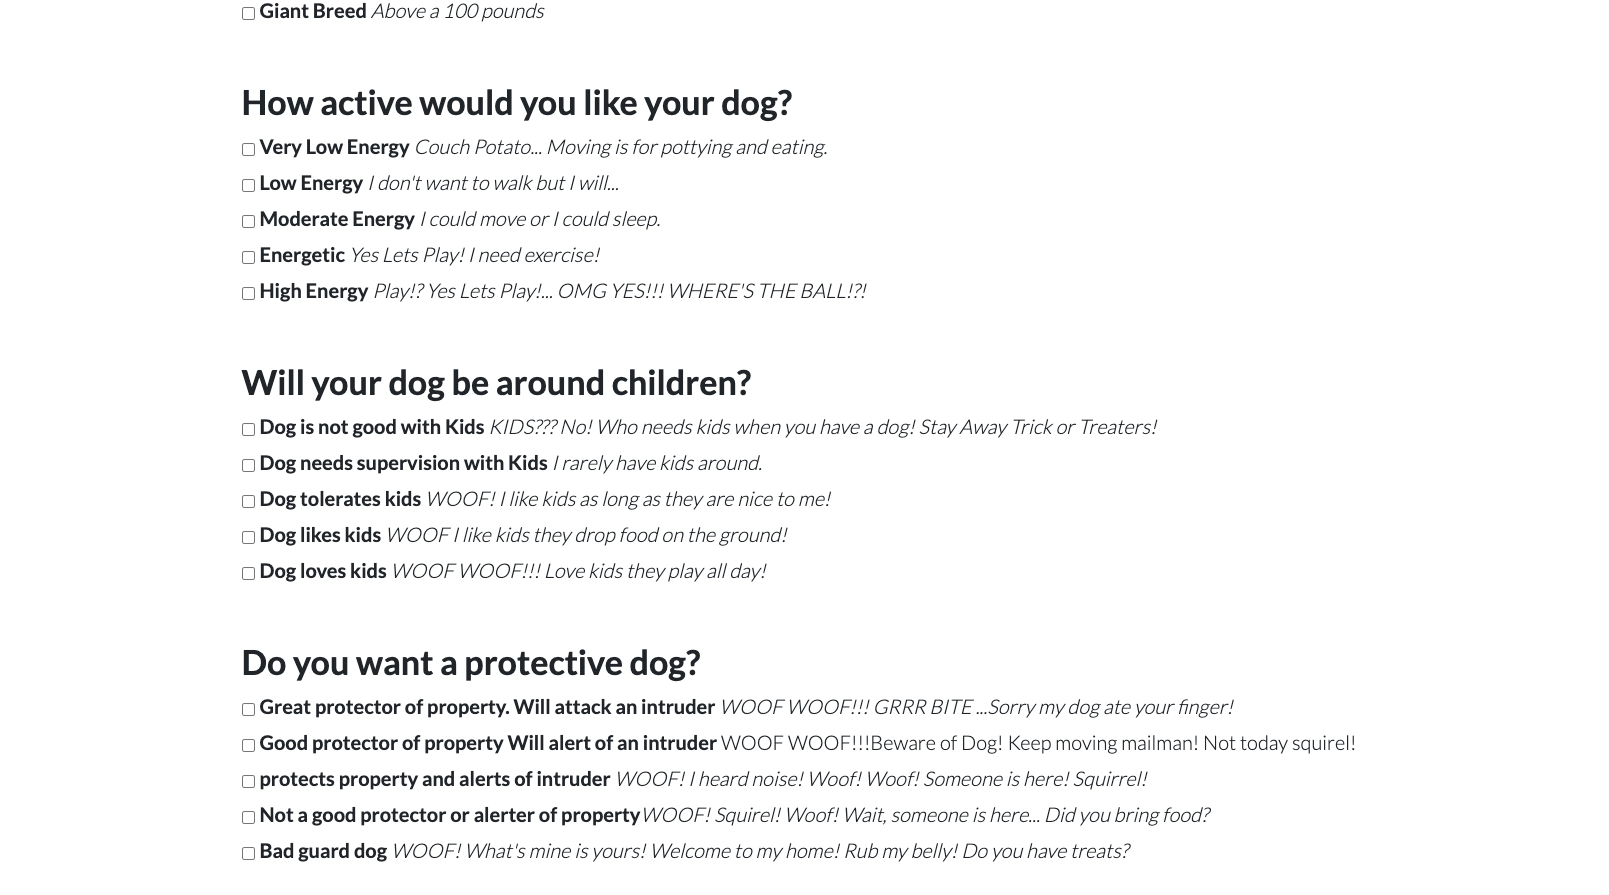 Giant Breed Above a 100 pounds
How active would you like your dog?
Very Low Energy Couch Potato... Moving is for pottying and eating.
Low Energy I don't want to walk but I will...
Moderate Energy I could move or I could sleep.
Energetic Yes Lets Play! I need exercise!
High Energy Play!? Yes Lets Play!... OMG YES!!! WHERE'S THE BALL!?!
Will your dog be around children?
Dog is not good with Kids KIDS??? No! Who needs kids when you have a dog! Stay Away Trick or Treaters!
Dog needs supervision with Kids I rarely have kids around.
Dog tolerates kids WOOF! I like kids as long as they are nice to me!
Dog likes kids WOOF I like kids they drop food on the ground!
Dog loves kids WOOF WOOF!!! Love kids they play all day!
Do you want a protective dog?
Great protector of property. Will attack an intruder WOOF WOOF!!! GRRR BITE ...Sorry my dog ate your finger!
Good protector of property Will alert of an intruder WOOF WOOF!!!Beware of Dog! Keep moving mailman! Not today squirel!
protects property and alerts of intruder WOOF! I heard noise! Woof! Woof! Someone is here! Squirrel!
Not a good protector or alerter of propertyWOOF! Squirel! Woof! Wait, someone is here... Did you bring food?
Bad guard dog WOOF! What's mine is yours! Welcome to my home! Rub my belly! Do you have treats?